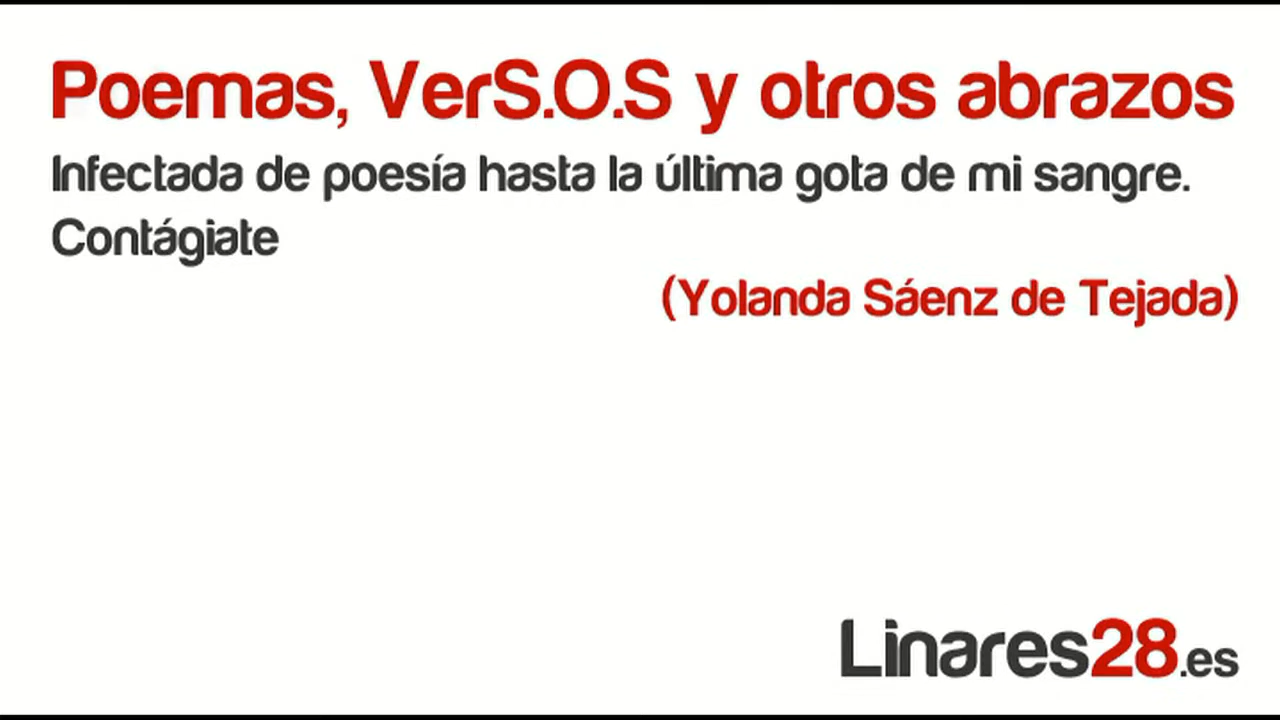 Poemas, VerS.O.S y otros abrazos
Infectada de poesía hasta la última gota de mi sangre.
Contágiate
(Yolanda Sáenz de Tejada)
Linares28.es